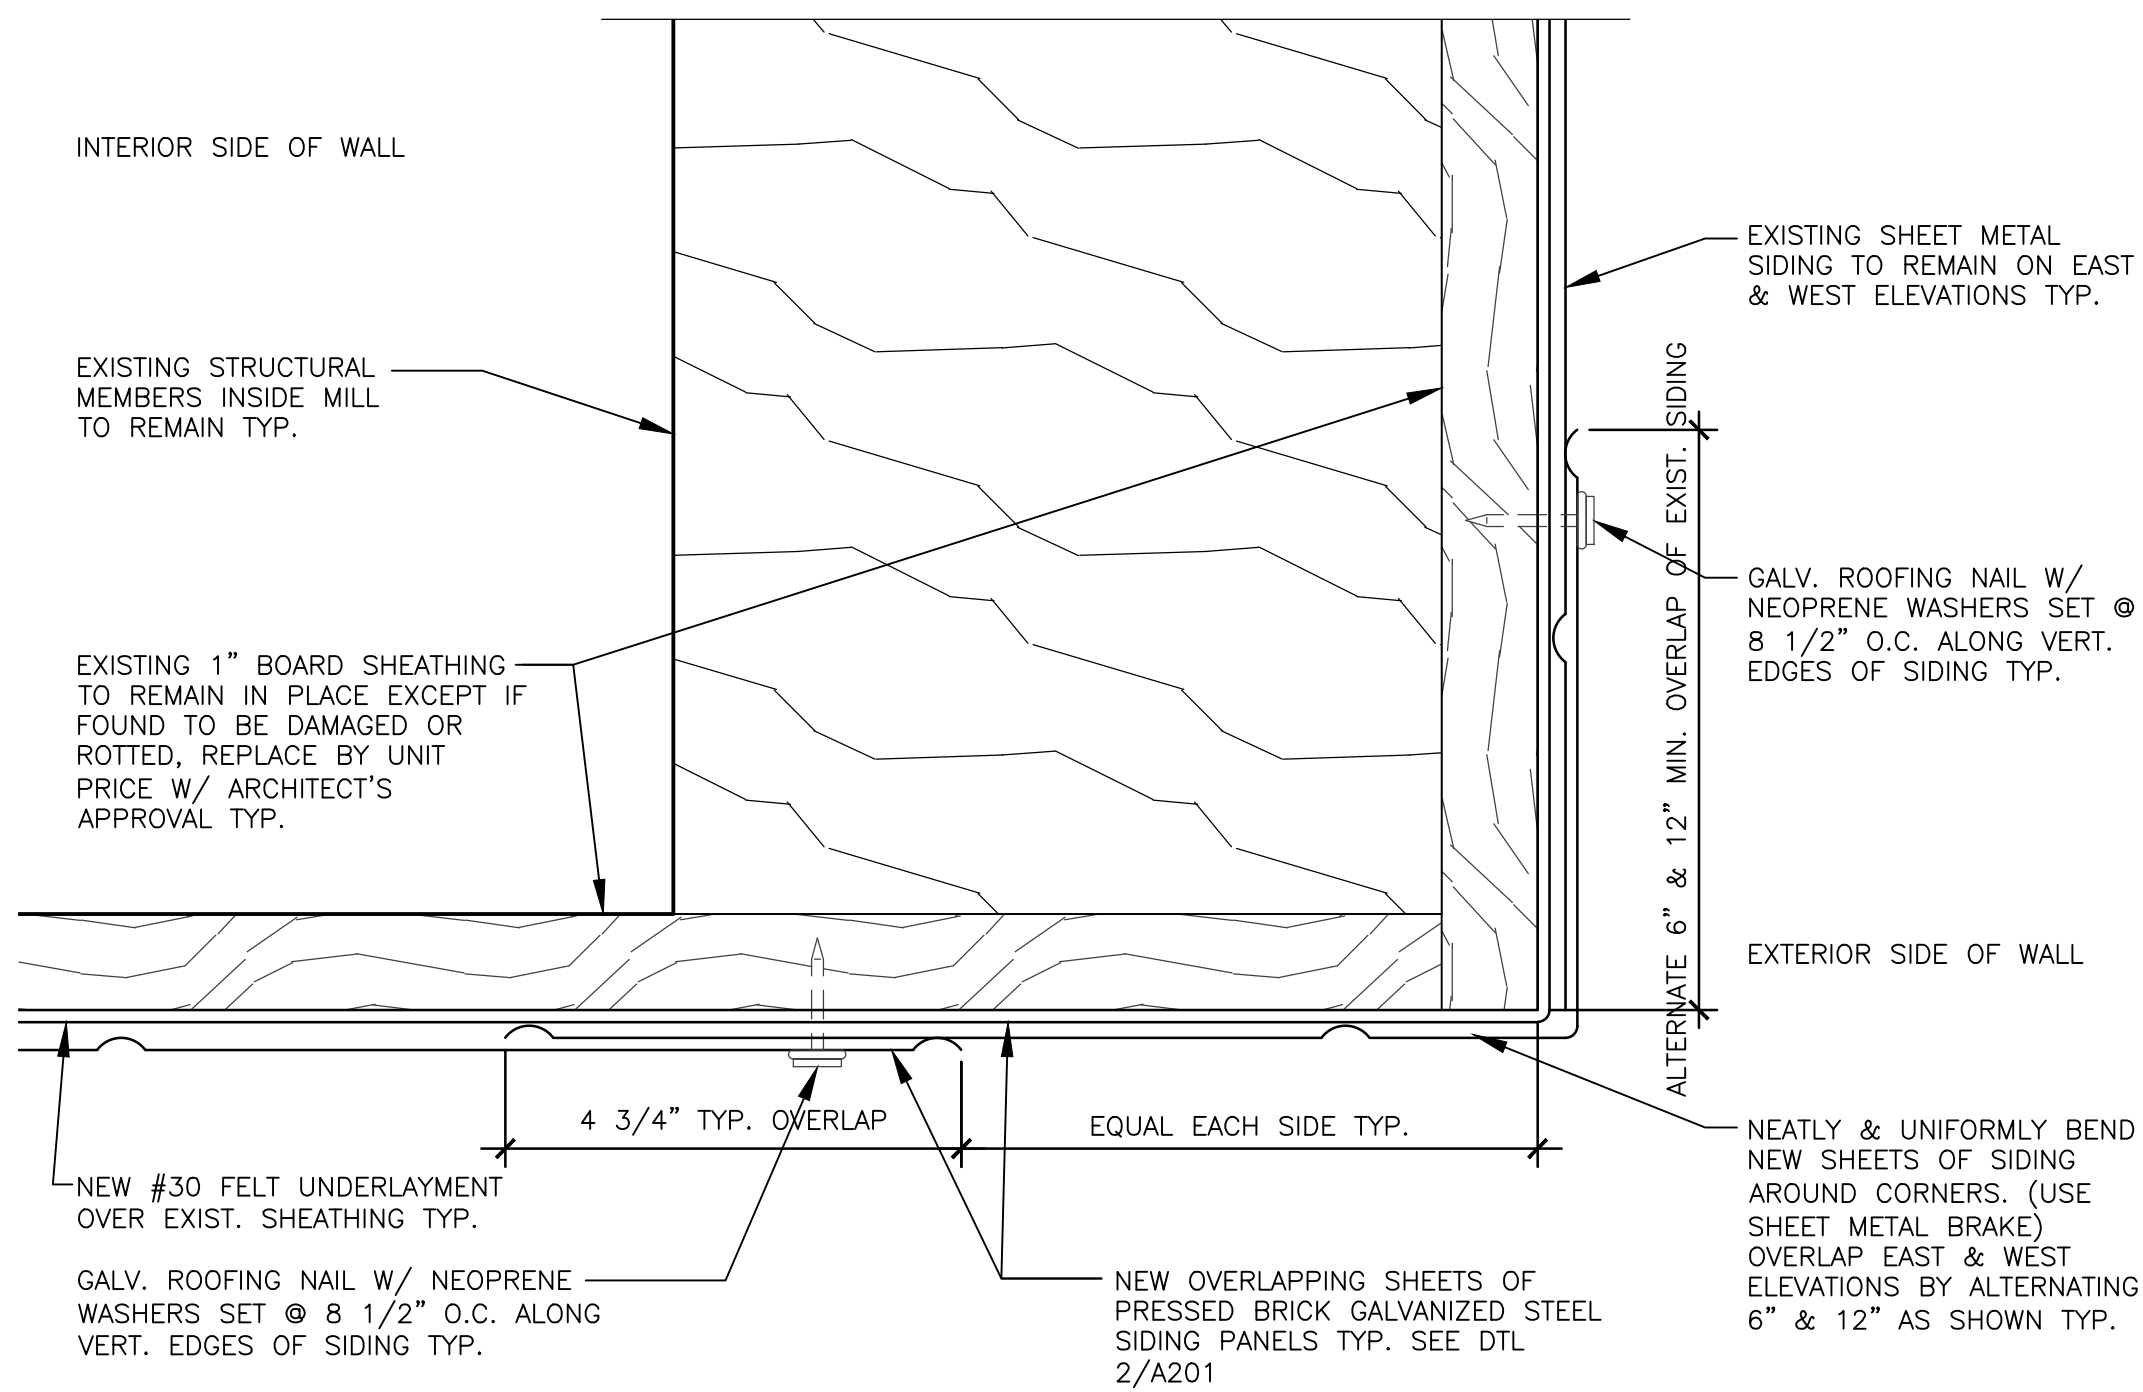 INTERIOR SIDE OF WALL
EXISTING STRUCTURAL
MEMBERS INSIDE MILL
TO REMAIN TYP.
EXISTING 1” BOARD SHEATHING
TO REMAIN IN PLACE EXCEPT IF
FOUND TO BE DAMAGED OR
ROTTED, REPLACE BY UNIT
PRICE W/ ARCHITECT’S
APPROVAL TYP.
NEW #30 FELT UNDERLAYMENT
OVER EXIST. SHEATHING TYP.
GALV. ROOFING NAIL W/ NEOPRENE
WASHERS SET @ 8 1/2” O.C. ALONG
VERT. EDGES OF SIDING TYP.
4 3/4” TYP. OVERLAP
EQUAL EACH SIDE TYP.
NEW OVERLAPPING SHEETS OF
PRESSED BRICK GALVANIZED STEEL
SIDING PANELS TYP. SEE DTL
2/A201
ALTERNATE 6” & 12” MIN. OVERLAP OF EXIST. SIDING
EXISTING SHEET METAL
SIDING TO REMAIN ON EAST
& WEST ELEVATIONS TYP.
GALV. ROOFING NAIL W/
NEOPRENE WASHERS SET @
8 1/2” O.C. ALONG VERT.
EDGES OF SIDING TYP.
EXTERIOR SIDE OF WALL
NEATLY & UNIFORMLY BEND
NEW SHEETS OF SIDING
AROUND CORNERS. (USE
SHEET METAL BRAKE)
OVERLAP EAST & WEST
ELEVATIONS BY ALTERNATING
6” & 12” AS SHOWN TYP.